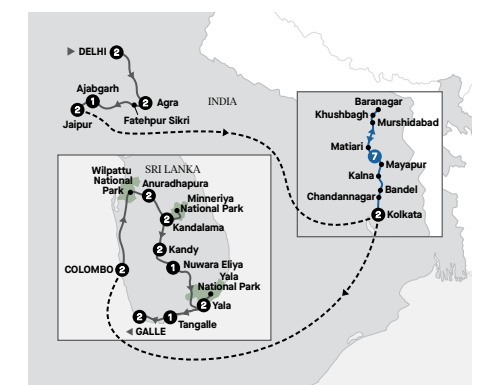 ▶ DELHI 2
Ajabgarh
1
2 Agra
2
Jaipur
Fatehpur Sikri
INDIA
Baranagar
Khushbagh
Murshidabad
Matiari
7
Mayapur
Kalna
Bandel
Chandannagar
2 Kolkata
SRI LANKA
Wilpattu
National
Park
Anuradhapura
2
Minneriya
National Park
2
Kandalama
2 Kandy
1 Nuwara Eliya
COLOMBO 2
Yala
National Park
2 Yala
2
◀ GALLE
1
Tangalle